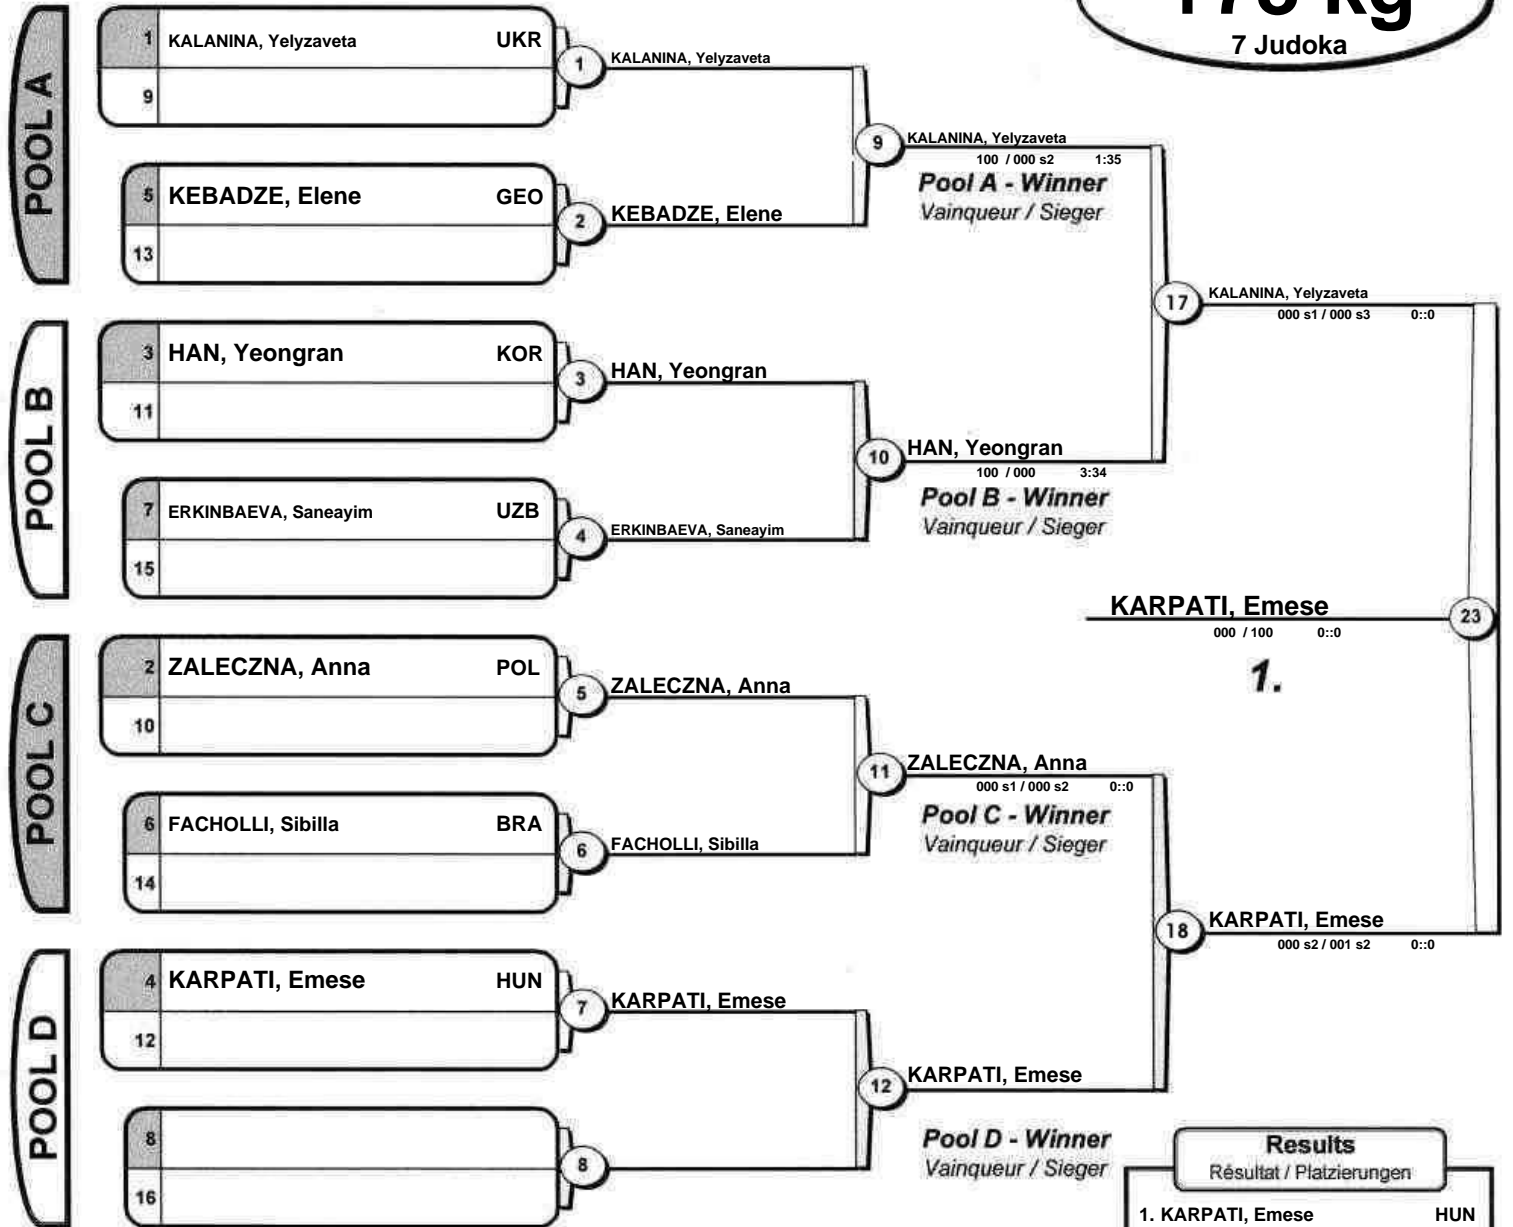 +78 kg
7 Judoka
POOL A
1 KALANINA, Yelyzaveta UKR
9
1
KALANINA, Yelyzaveta
5 KEBADZE, Elene GEO
13
2
KEBADZE, Elene
9
KALANINA, Yelyzaveta
100 / 000 s2 1:35
Pool A - Winner
Vainqueur / Sieger
POOL B
3 HAN, Yeongran KOR
11
3
HAN, Yeongran
7 ERKINBAEVA, Saneayim UZB
15
4
ERKINBAEVA, Saneayim
10
HAN, Yeongran
100 / 000 3:34
Pool B - Winner
Vainqueur / Sieger
17
KALANINA, Yelyzaveta
000 s1 / 000 s3 0::0
KARPATI, Emese
000 / 100 0::0
23
1.
POOL C
2 ZALECZNA, Anna POL
10
5
ZALECZNA, Anna
6 FACHOLLI, Sibilla BRA
14
6
FACHOLLI, Sibilla
11
ZALECZNA, Anna
000 s1 / 000 s2 0::0
Pool C - Winner
Vainqueur / Sieger
18
KARPATI, Emese
000 s2 / 001 s2 0::0
POOL D
4 KARPATI, Emese HUN
12
7
KARPATI, Emese
8
16
8
12
KARPATI, Emese
Pool D - Winner
Vainqueur / Sieger
Results
Résultat / Platzierungen
1. KARPATI, Emese HUN